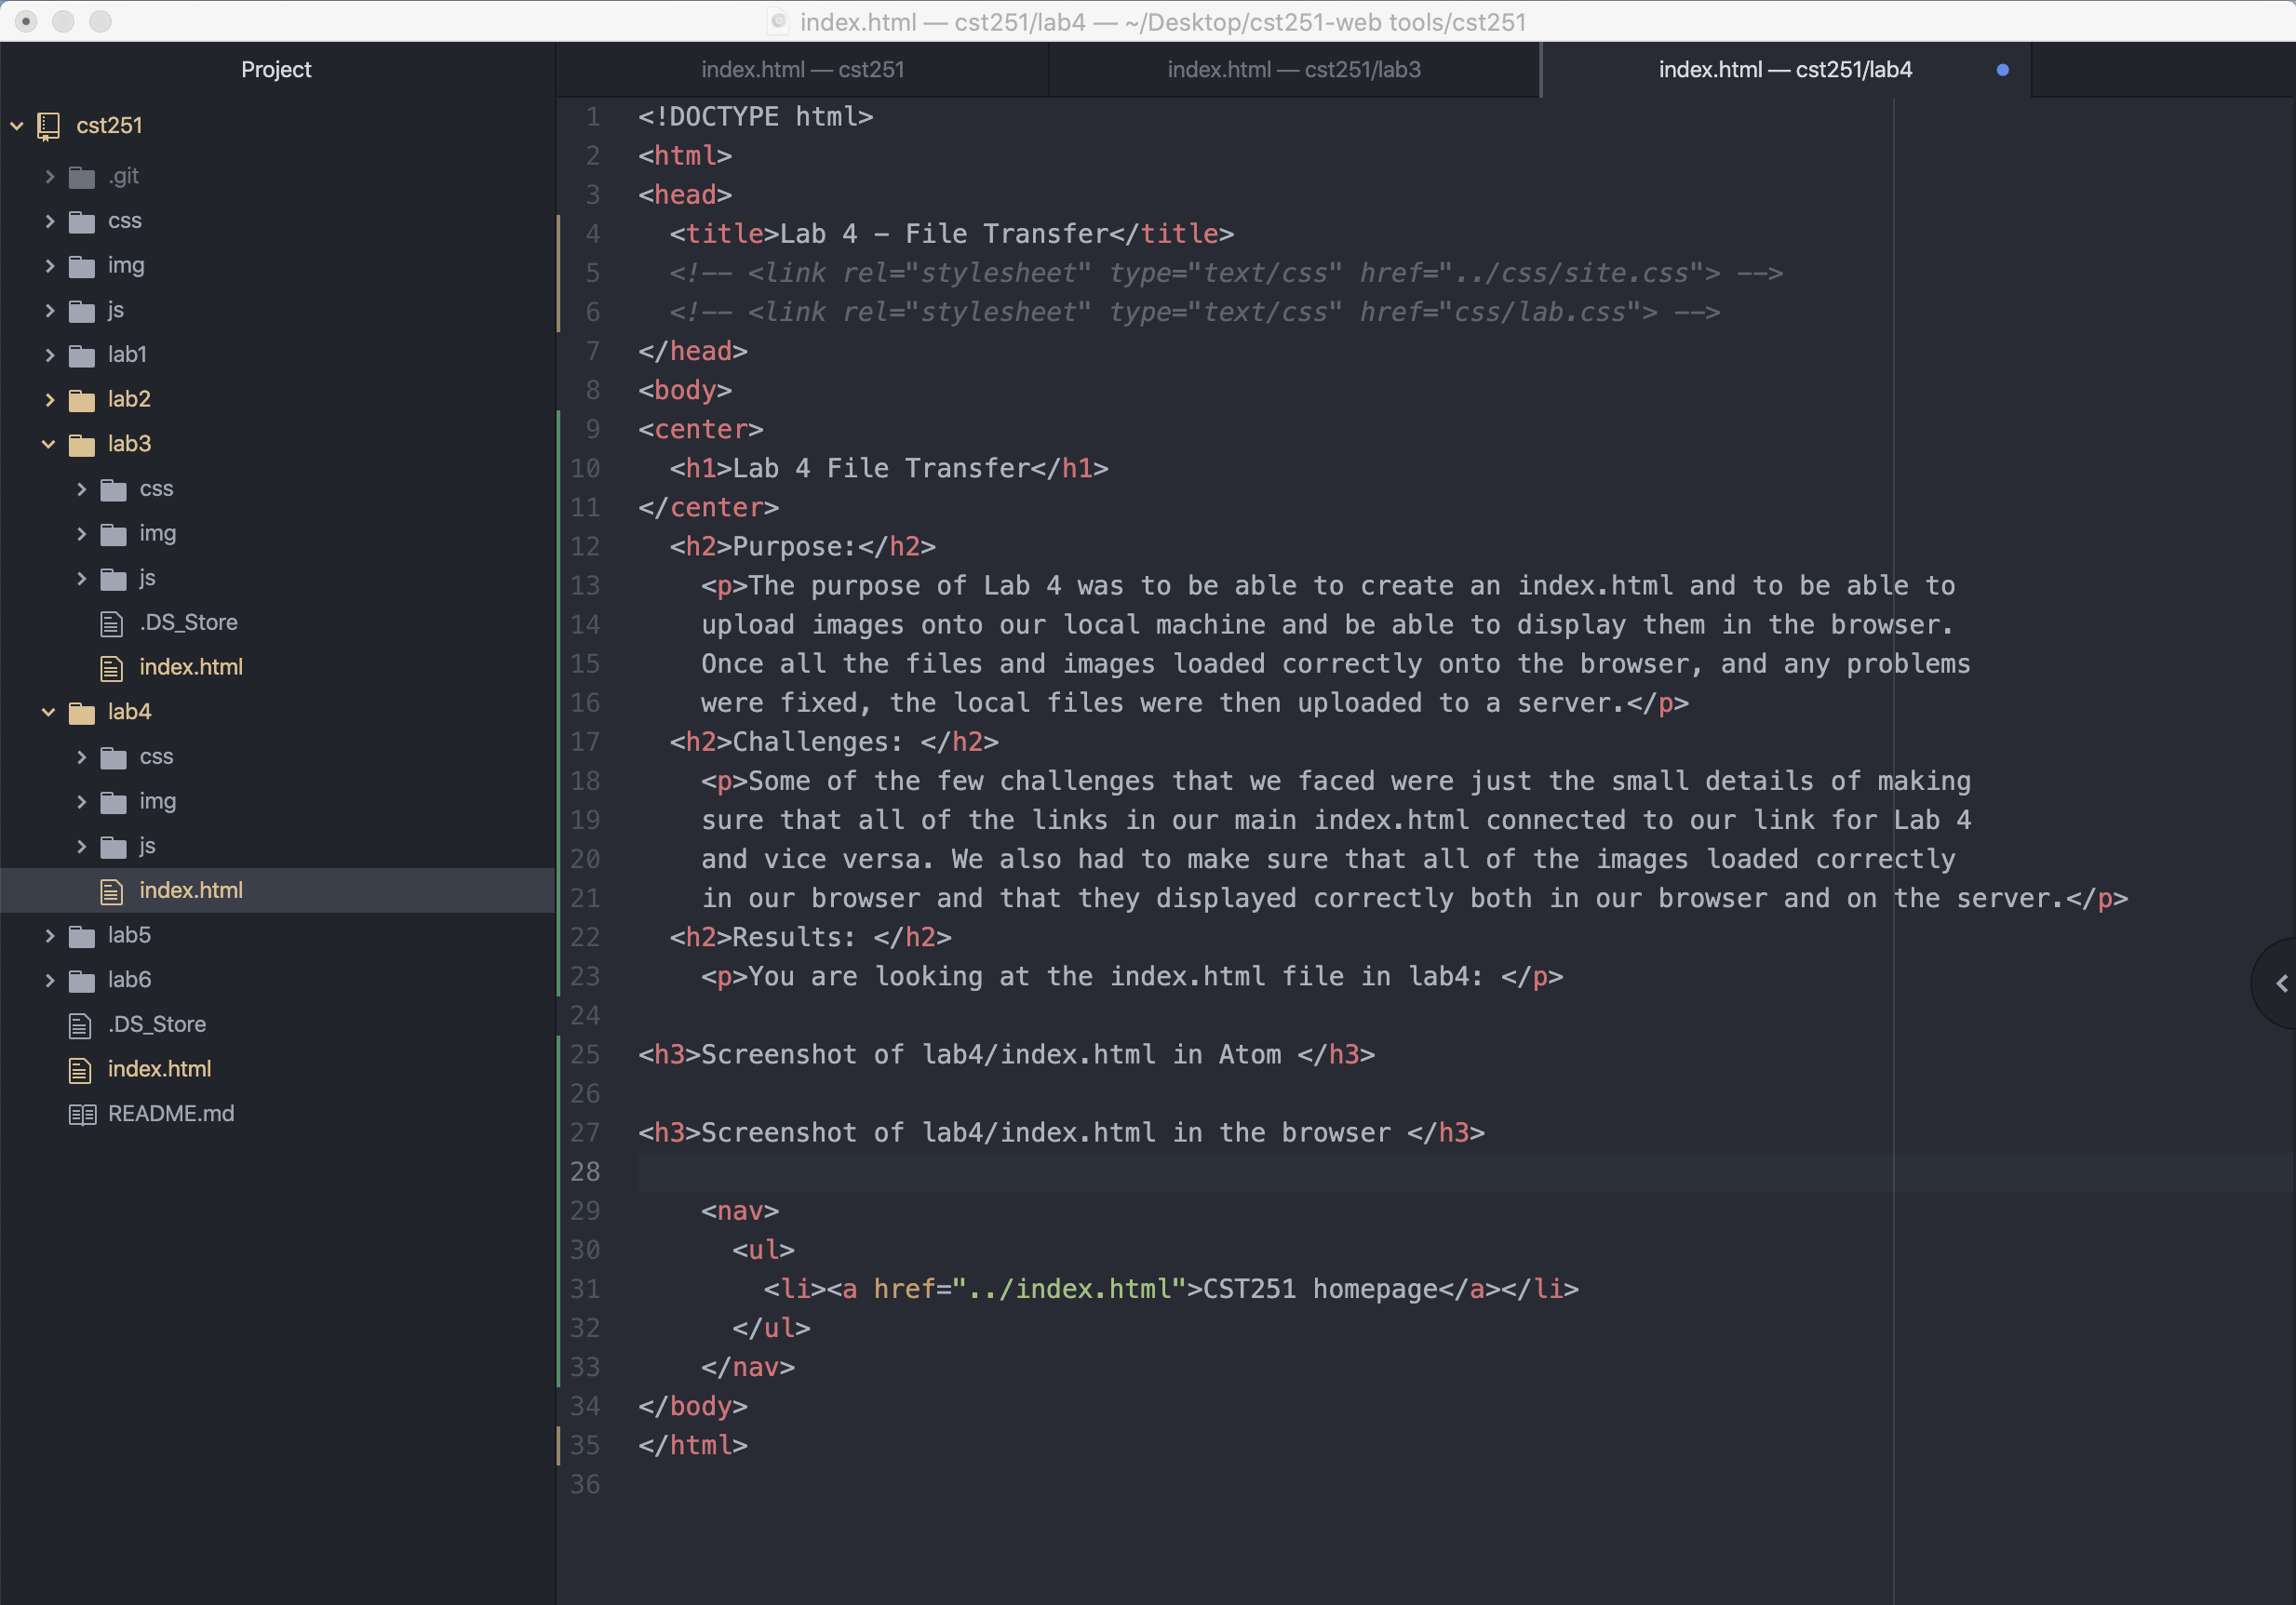 index.html — cst251/lab4 — ~/Desktop/cst251-web tools/cst251
Project
cst251
.git
css
img
js
lab1
lab2
lab3
css
img
js
.DS_Store
index.html
lab4
css
img
js
index.html
lab5
lab6
.DS_Store
index.html
README.md
index.html — cst251
index.html — cst251/lab3
index.html — cst251/lab4
1 <!DOCTYPE html>
2 <html>
3 <head>
4   <title>Lab 4 - File Transfer</title>
5   <!-- <link rel="stylesheet" type="text/css" href="../css/site.css"> -->
6   <!-- <link rel="stylesheet" type="text/css" href="css/lab.css"> -->
7 </head>
8 <body>
9 <center>
10   <h1>Lab 4 File Transfer</h1>
11 </center>
12   <h2>Purpose:</h2>
13     <p>The purpose of Lab 4 was to be able to create an index.html and to be able to
14     upload images onto our local machine and be able to display them in the browser.
15     Once all the files and images loaded correctly onto the browser, and any problems
16     were fixed, the local files were then uploaded to a server.</p>
17   <h2>Challenges: </h2>
18     <p>Some of the few challenges that we faced were just the small details of making
19     sure that all of the links in our main index.html connected to our link for Lab 4
20     and vice versa. We also had to make sure that all of the images loaded correctly
21     in our browser and that they displayed correctly both in our browser and on the server.</p>
22   <h2>Results: </h2>
23     <p>You are looking at the index.html file in lab4: </p>
24
25 <h3>Screenshot of lab4/index.html in Atom </h3>
26
27 <h3>Screenshot of lab4/index.html in the browser </h3>
28
29     <nav>
30       <ul>
31         <li><a href="../index.html">CST251 homepage</a></li>
32       </ul>
33     </nav>
34 </body>
35 </html>
36